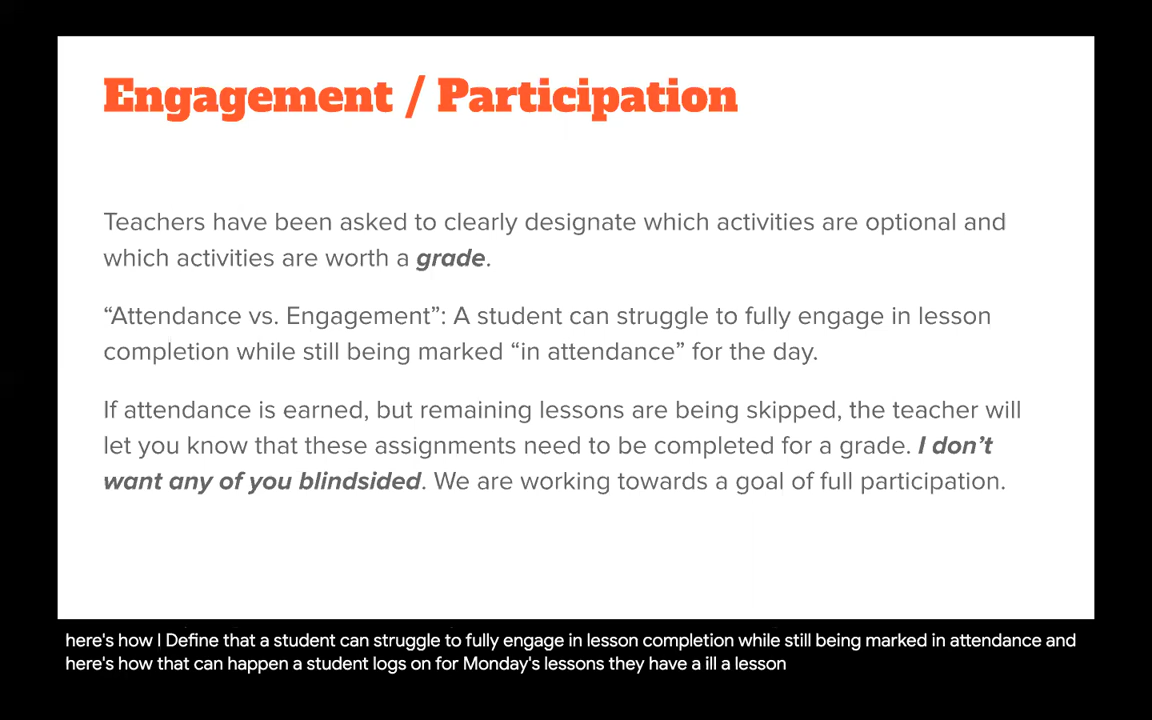 Engagement / Participation
Teachers have been asked to clearly designate which activities are optional and
which activities are worth a grade.
“Attendance vs. Engagement”: A student can struggle to fully engage in lesson
completion while still being marked “in attendance” for the day.
If attendance is earned, but remaining lessons are being skipped, the teacher will
let you know that these assignments need to be completed for a grade. I don’t
want any of you blindsided. We are working towards a goal of full participation.
here's how I Define that a student can struggle to fully engage in lesson completion while still being marked in attendance and
here's how that can happen a student logs on for Monday's lessons they have a ill a lesson